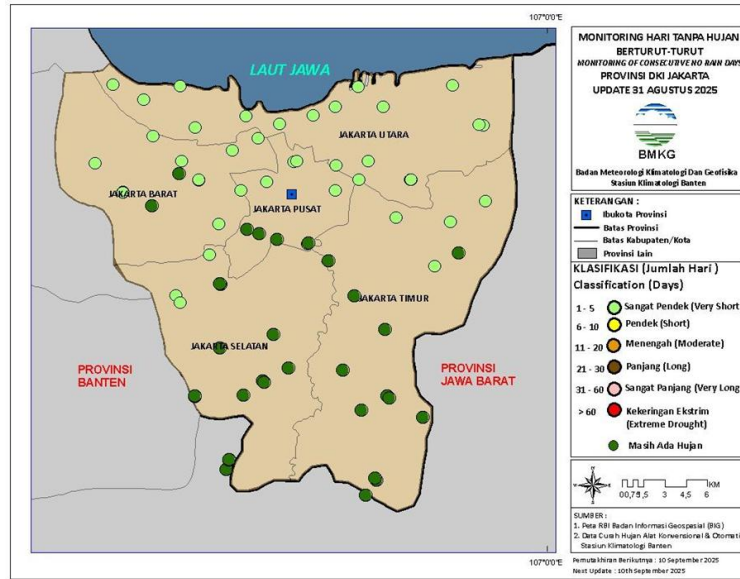 107°0'0"E
MONITORING HARI TANPA HUJAN
BERTURUT-TURUT
MONITORING OF CONSECUTIVE NO RAIN DAYS
PROVINSI DKI JAKARTA
UPDATE 31 AGUSTUS 2025
BMKG
Badan Meteorologi Klimatologi Dan Geofisika
Stasiun Klimatologi Banten
KETERANGAN :
Ibukota Provinsi
Batas Provinsi
Batas Kabupaten/Kota
Provinsi Lain
KLASIFIKASI (Jumlah Hari)
Classification (Days)
1 - 5 Sangat Pendek (Very Short
6 - 10 Pendek (Short)
11 - 20 Menengah (Moderate)
21 - 30 Panjang (Long)
31 - 60 Sangat Panjang (Very Long
> 60 Kekeringan Ekstrim
(Extreme Drought)
Masih Ada Hujan
LAUT JAWA
JAKARTA UTARA
JAKARTA BARAT
JAKARTA PUSAT
JAKARTA TIMUR
JAKARTA SELATAN
PROVINSI
BANTEN
PROVINSI
JAWA BARAT
N
0 0,75 1,5 3 4,5 6 KM
SUMBER :
1. Peta RBI Badan Informasi Geospasial (BIG)
2. Data Curah Hujan Alat Konvensional & Otomati
Stasiun Klimatologi Banten
Pemutakhiran Berikutnya : 10 September 2025
Next Update : 10th September 2025
107°0'0"E